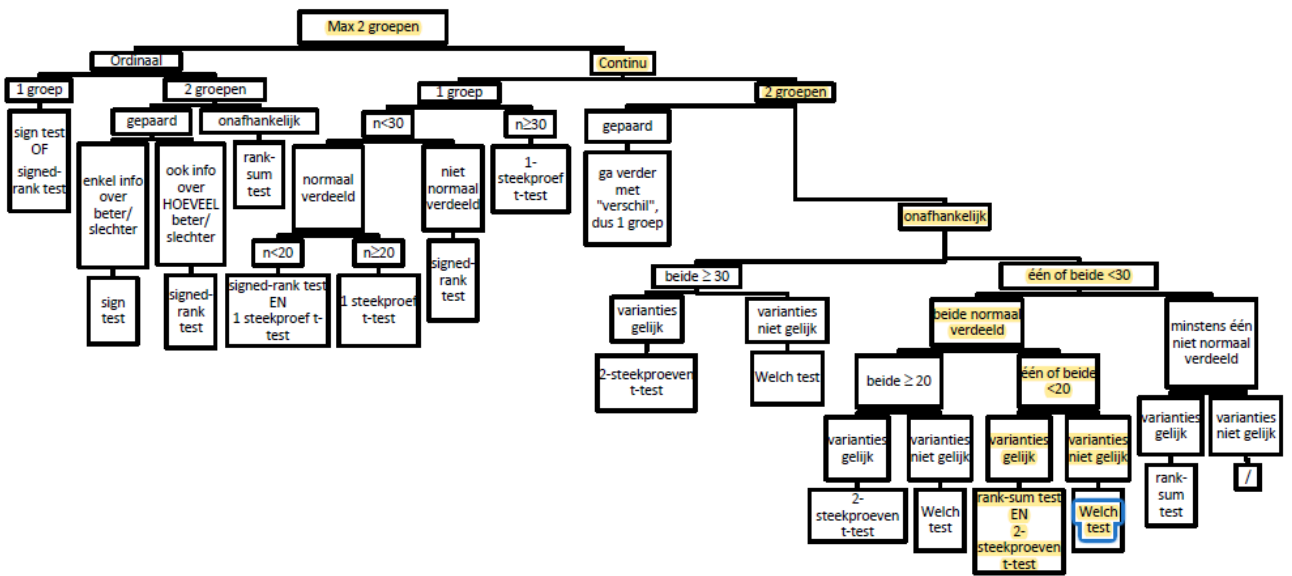 Max 2 groepen
Ordinaal
Continu
1 groep
2 groepen
1 groep
2 groepen
sign test
OF
signed-
rank test
gepaard
onafhankelijk
n<30
n≥30
gepaard
enkel info
over
beter/
slechter
ook info
over
HOEVEEL
beter/
slechter
rank-
sum
test
normaal
verdeeld
niet
normaal
verdeeld
1-
steekproef
t-test
ga verder
met
"verschil",
dus 1 groep
onafhankelijk
sign
test
signed-
rank
test
n<20
n≥20
signed-rank test
EN
1 steekproef t-
test
1 steekproef
t-test
signed-
rank
test
beide ≥ 30
één of beide <30
varianties
gelijk
varianties
niet gelijk
beide normaal
verdeeld
minstens één
niet normaal
verdeeld
2-steekproeven
t-test
Welch test
beide ≥ 20
één of beide
<20
varianties
gelijk
varianties
niet gelijk
varianties
gelijk
varianties
niet gelijk
varianties
gelijk
varianties
niet gelijk
2-
steekproeven
t-test
Welch
test
rank-sum test
EN
2-
steekproeven
t-test
Welch
test
rank-
sum
test
/